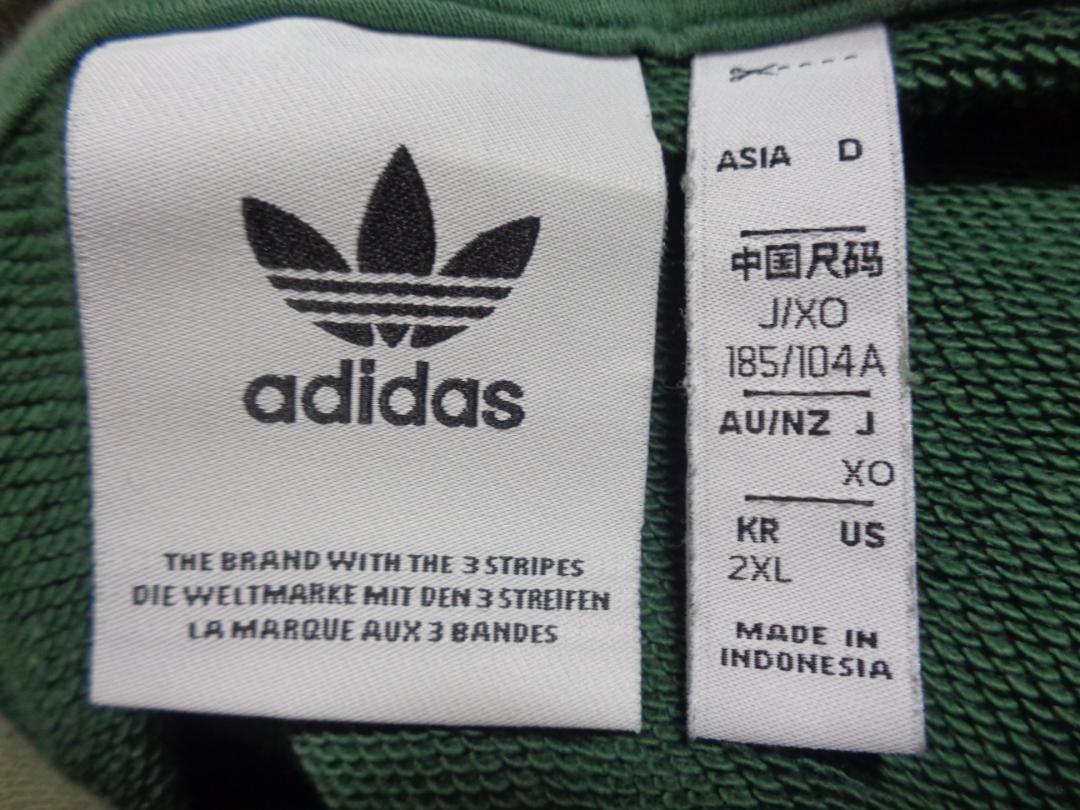 adidas
THE BRAND WITH THE 3 STRIPES
DIE WELTMARKE MIT DEN 3 STREIFEN
LA MARQUE AUX 3 BANDES
ASIA D
中国尺码
J/XO
185/104A
AU/NZ J
XO
KR US
2XL
MADE IN
INDONESIA